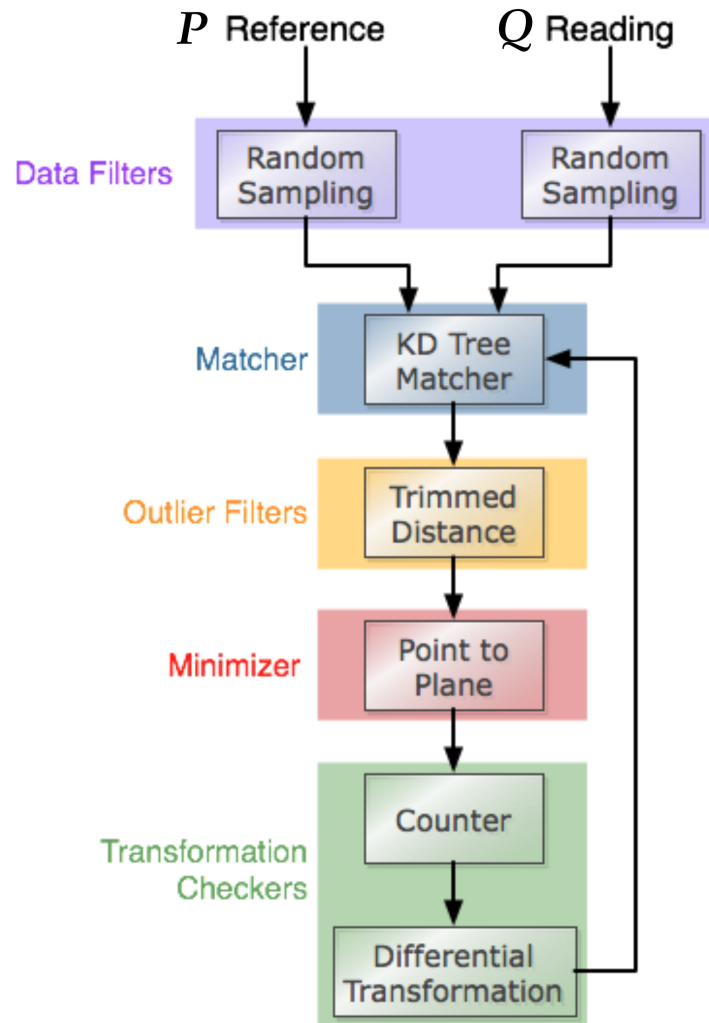 P Reference
Q Reading
Data Filters
Random
Sampling
Random
Sampling
Matcher
KD Tree
Matcher
Outlier Filters
Trimmed
Distance
Minimizer
Point to
Plane
Transformation
Checkers
Counter
Differential
Transformation